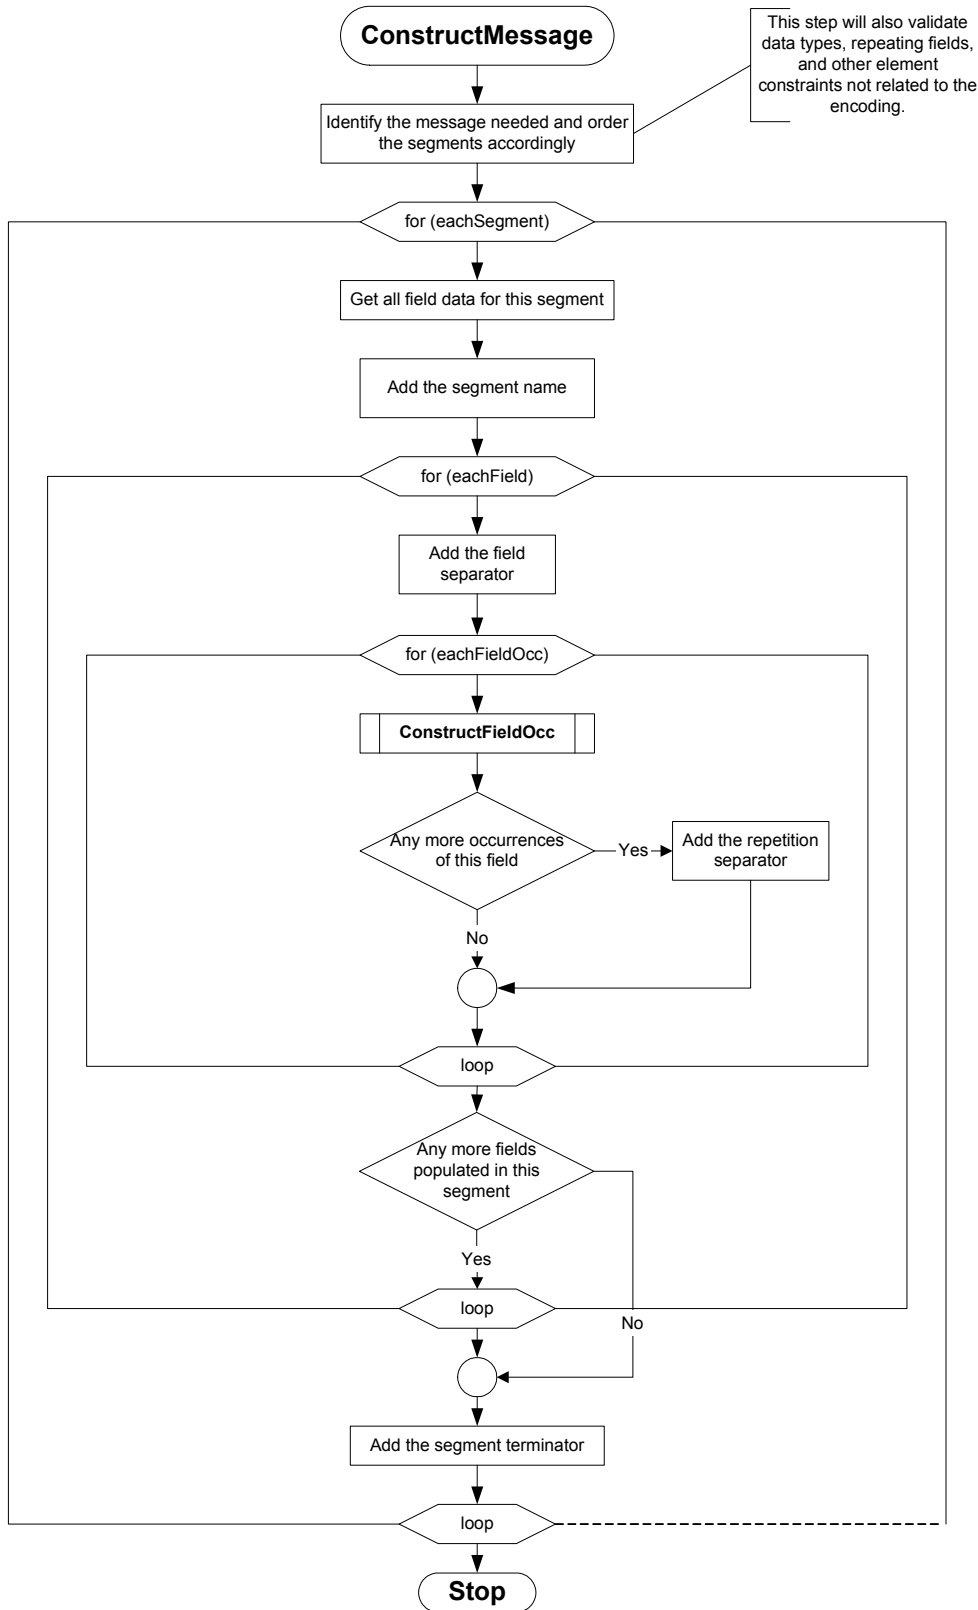 ConstructMessage
This step will also validate
data types, repeating fields,
and other element
constraints not related to the
encoding.
Identify the message needed and order
the segments accordingly
for (eachSegment)
Get all field data for this segment
Add the segment name
for (eachField)
Add the field
separator
for (eachFieldOcc)
ConstructFieldOcc
Any more occurrences
of this field
Yes
Add the repetition
separator
No
loop
Any more fields
populated in this
segment
Yes
loop
No
Add the segment terminator
loop
Stop